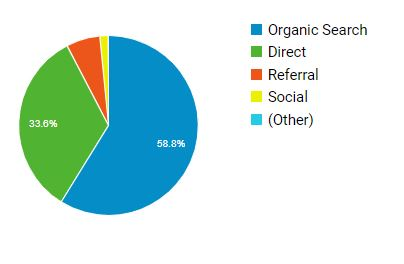 Organic Search
Direct
Referral
Social
(Other)
33.6%
58.8%